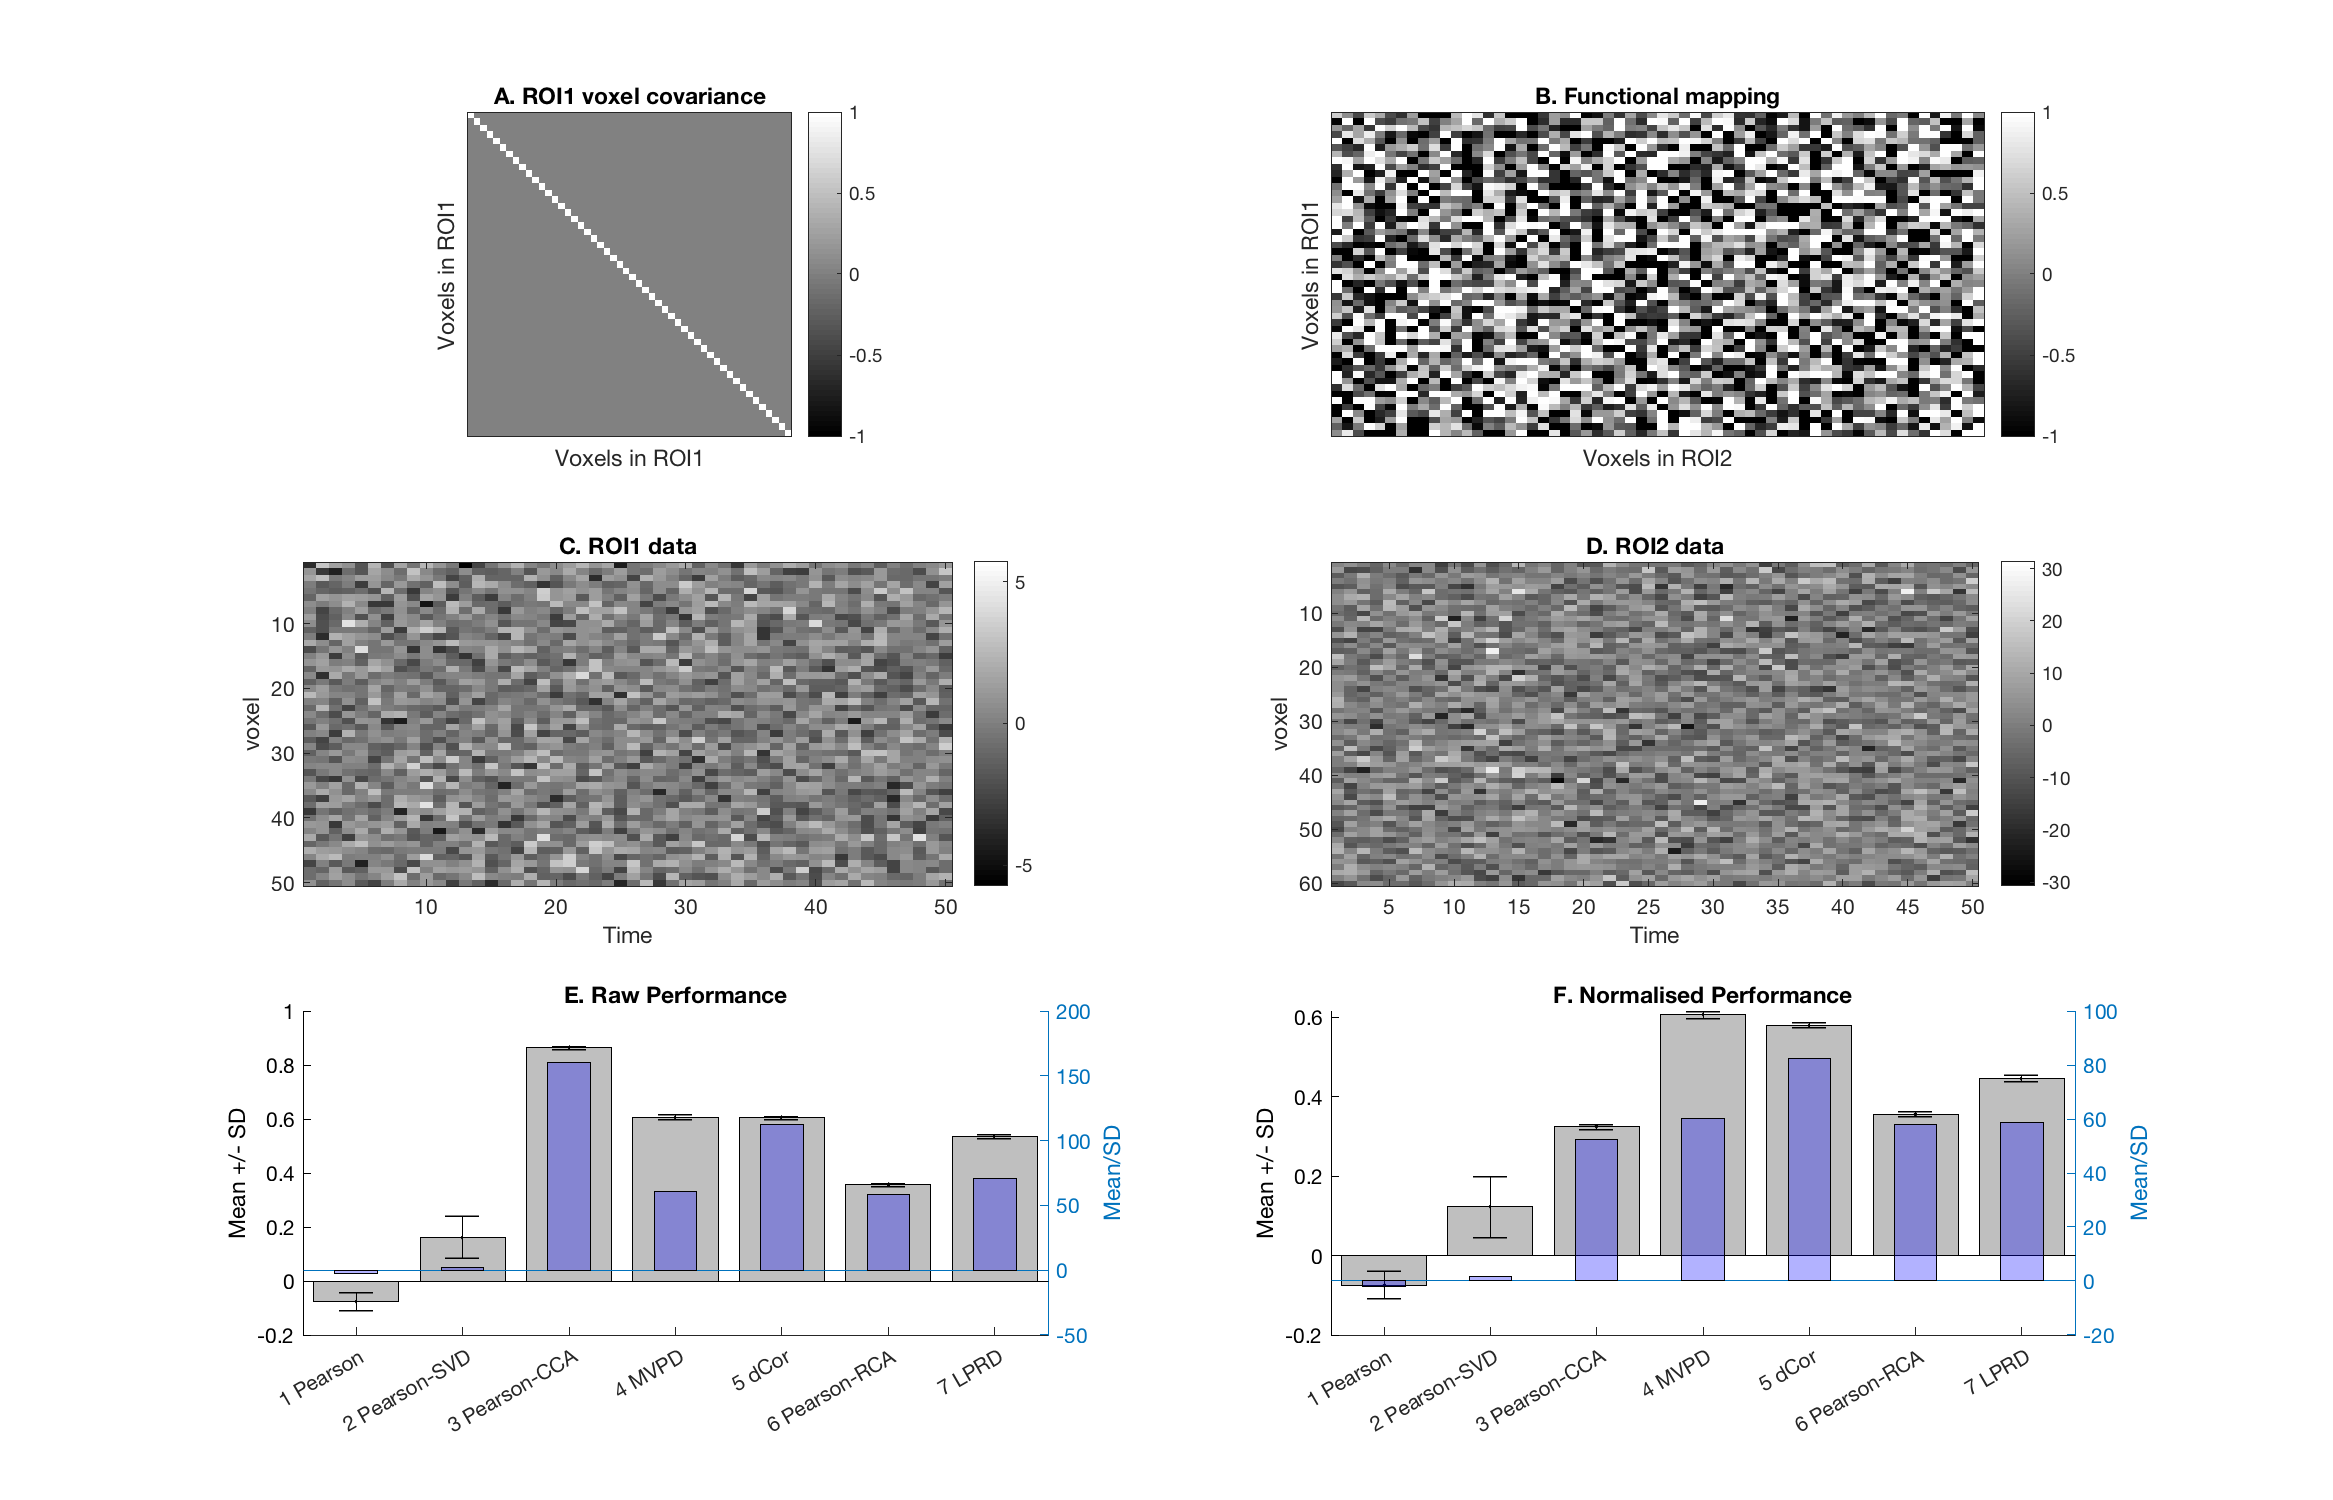 A. ROI1 voxel covariance
Voxels in ROI1
1
0.5
0
-0.5
-1
Voxels in ROI1
B. Functional mapping
Voxels in ROI1
1
0.5
0
-0.5
-1
Voxels in ROI2
C. ROI1 data
voxel
10
20
30
40
50
5
0
-5
10 20 30 40 50
Time
D. ROI2 data
voxel
10
20
30
40
50
60
30
20
10
0
-10
-20
-30
5 10 15 20 25 30 35 40 45 50
Time
E. Raw Performance
Mean +/- SD
1
0.8
0.6
0.4
0.2
0
-0.2
200
150
100
50
0
-50
Mean/SD
1 Pearson
2 Pearson-SVD
3 Pearson-CCA
4 MVPD
5 dCor
6 Pearson-RCA
7 LPRD
F. Normalised Performance
Mean +/- SD
0.6
0.4
0.2
0
-0.2
100
80
60
40
20
0
-20
Mean/SD
1 Pearson
2 Pearson-SVD
3 Pearson-CCA
4 MVPD
5 dCor
6 Pearson-RCA
7 LPRD